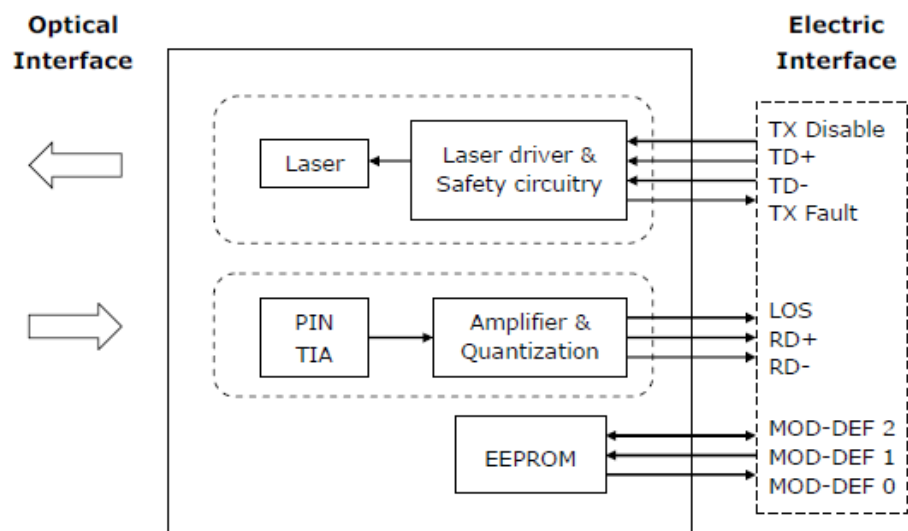 Optical
Interface
Electric
Interface
Laser
Laser driver &
Safety circuitry
TX Disable
TD+
TD-
TX Fault
PIN
TIA
Amplifier &
Quantization
LOS
RD+
RD-
EEPROM
MOD-DEF 2
MOD-DEF 1
MOD-DEF 0